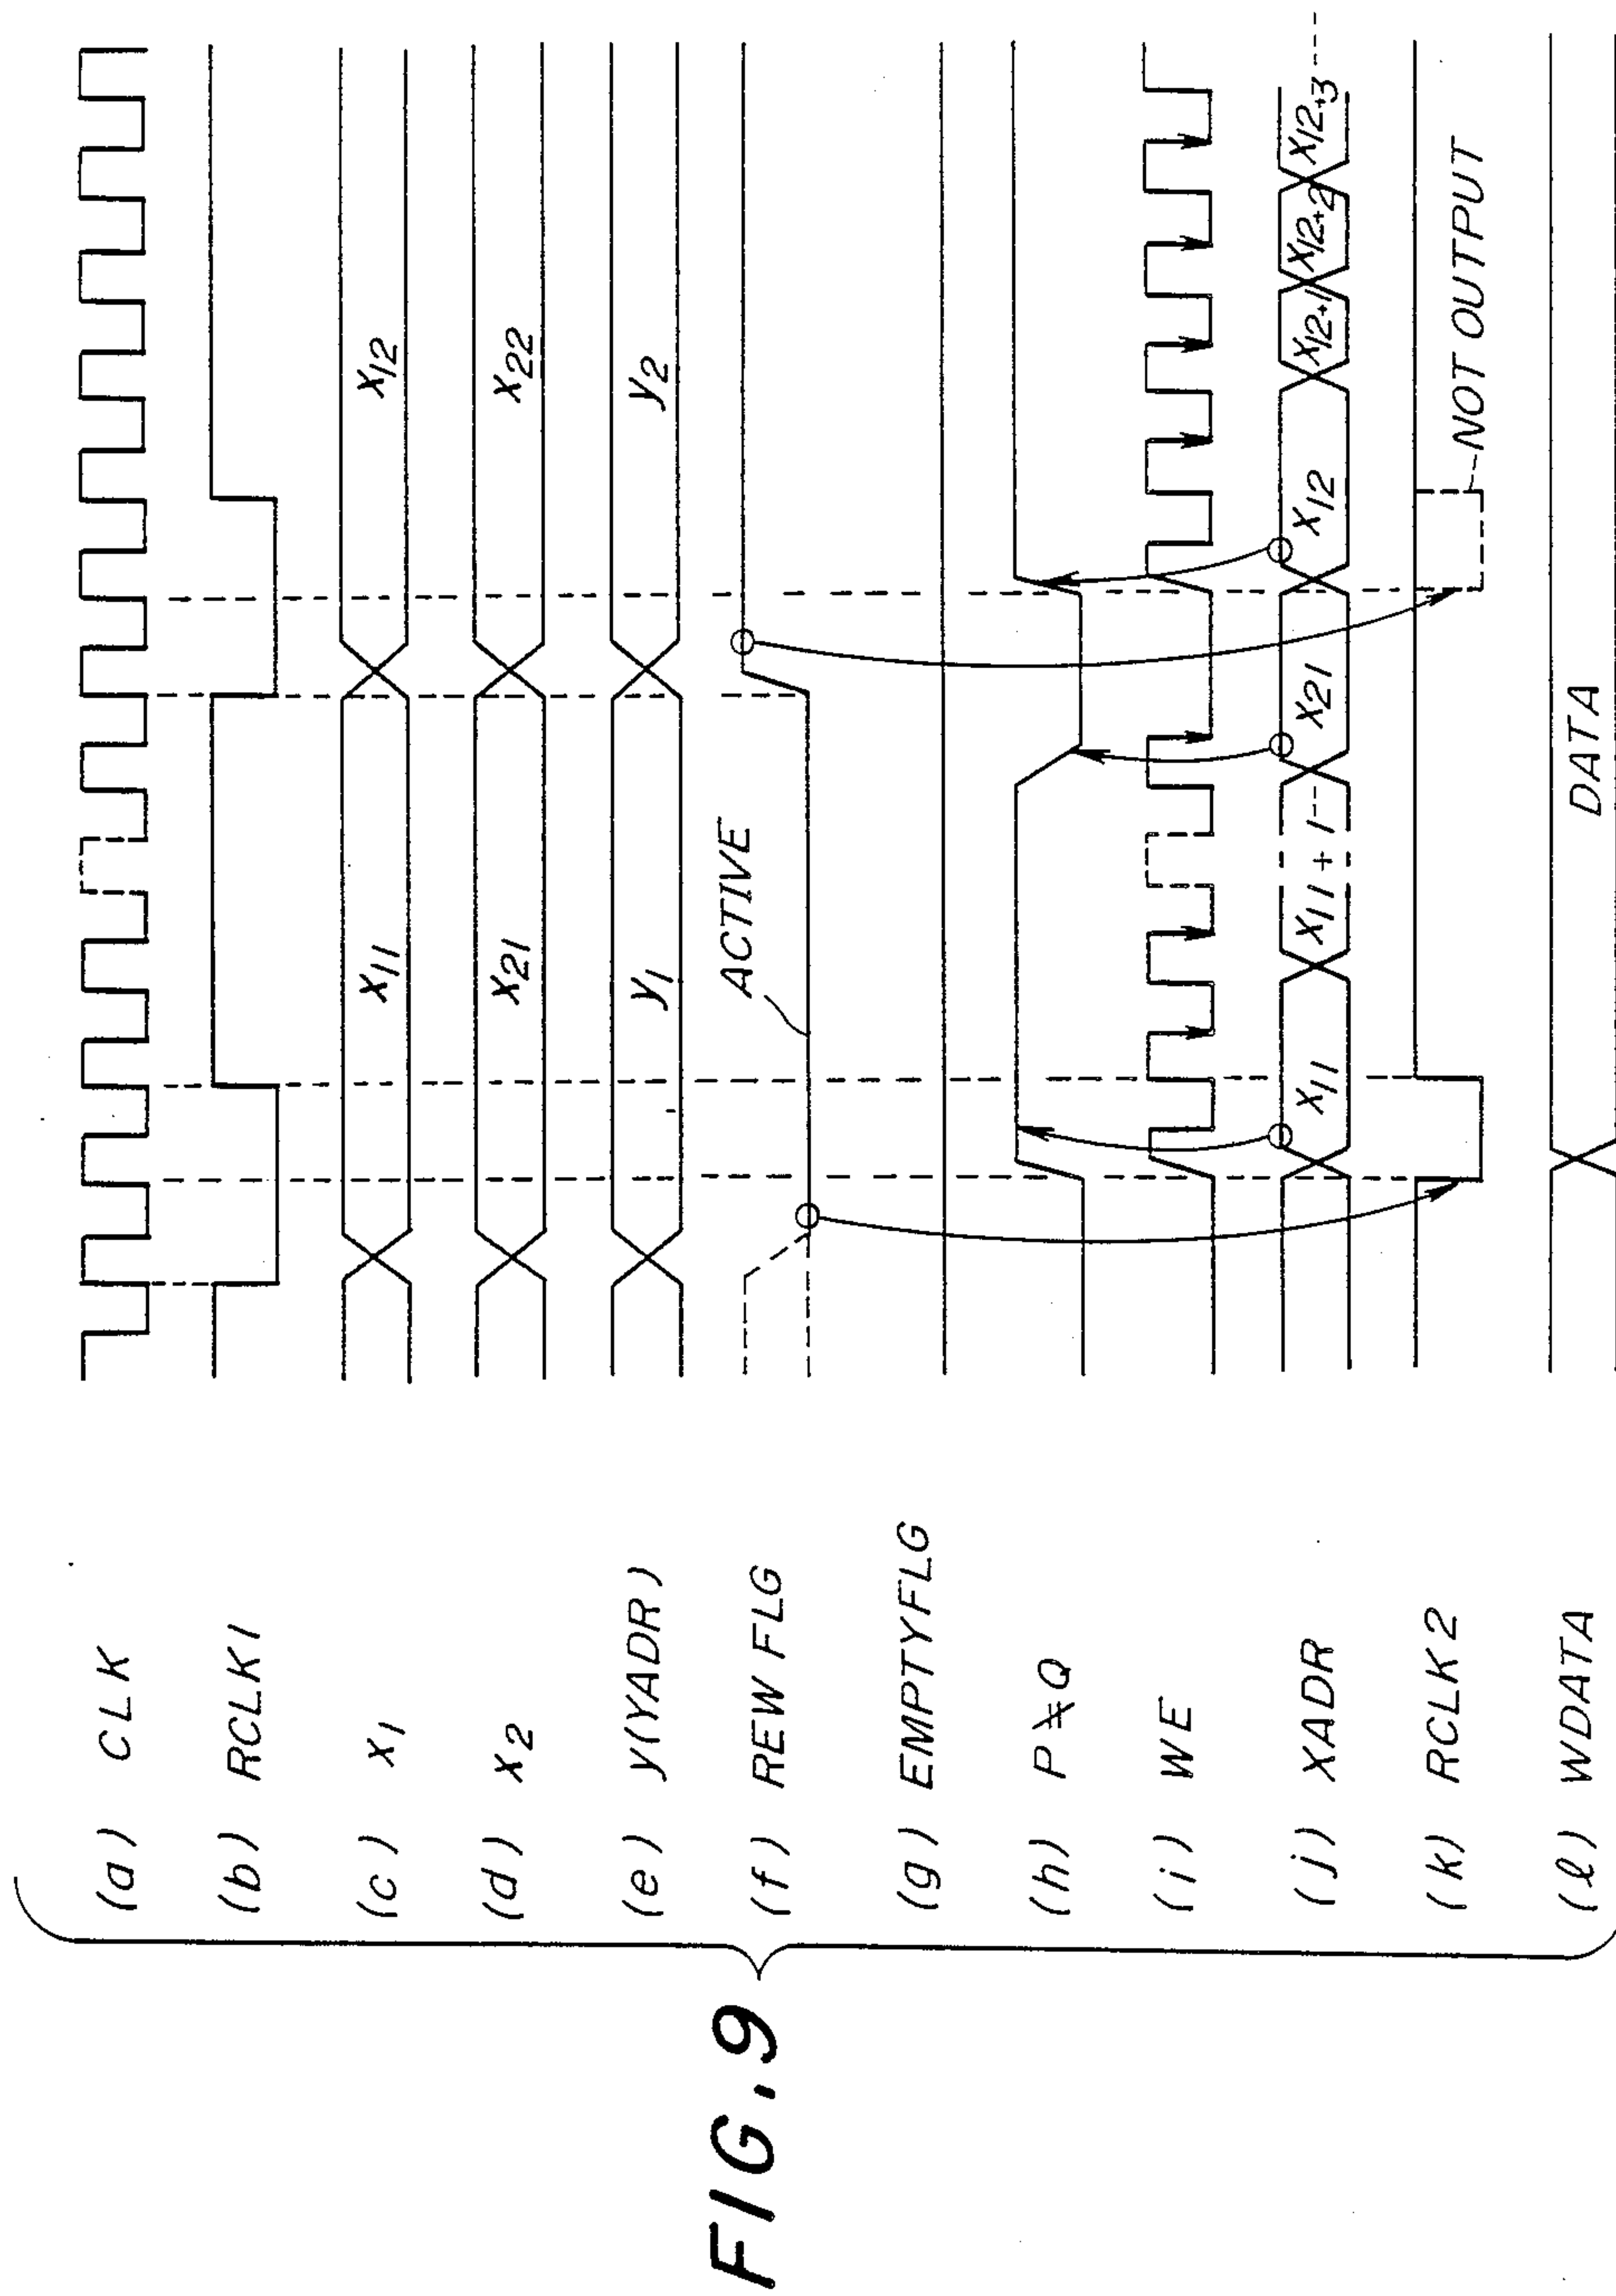 FIG. 9
(a) CLK
(b) RCLK1
(c) X1
X11
X12
(d) X2
X21
X22
(e) Y(YADR)
Y1
Y2
(f) REW FLG
ACTIVE
(g) EMPTYFLG
(h) P≠Q
(i) WE
(j) XADR
X11
X11 + 1
X21
X12
X12+1
X12+2
X12+3
(k) RCLK2
NOT OUTPUT
(l) WDATA
DATA